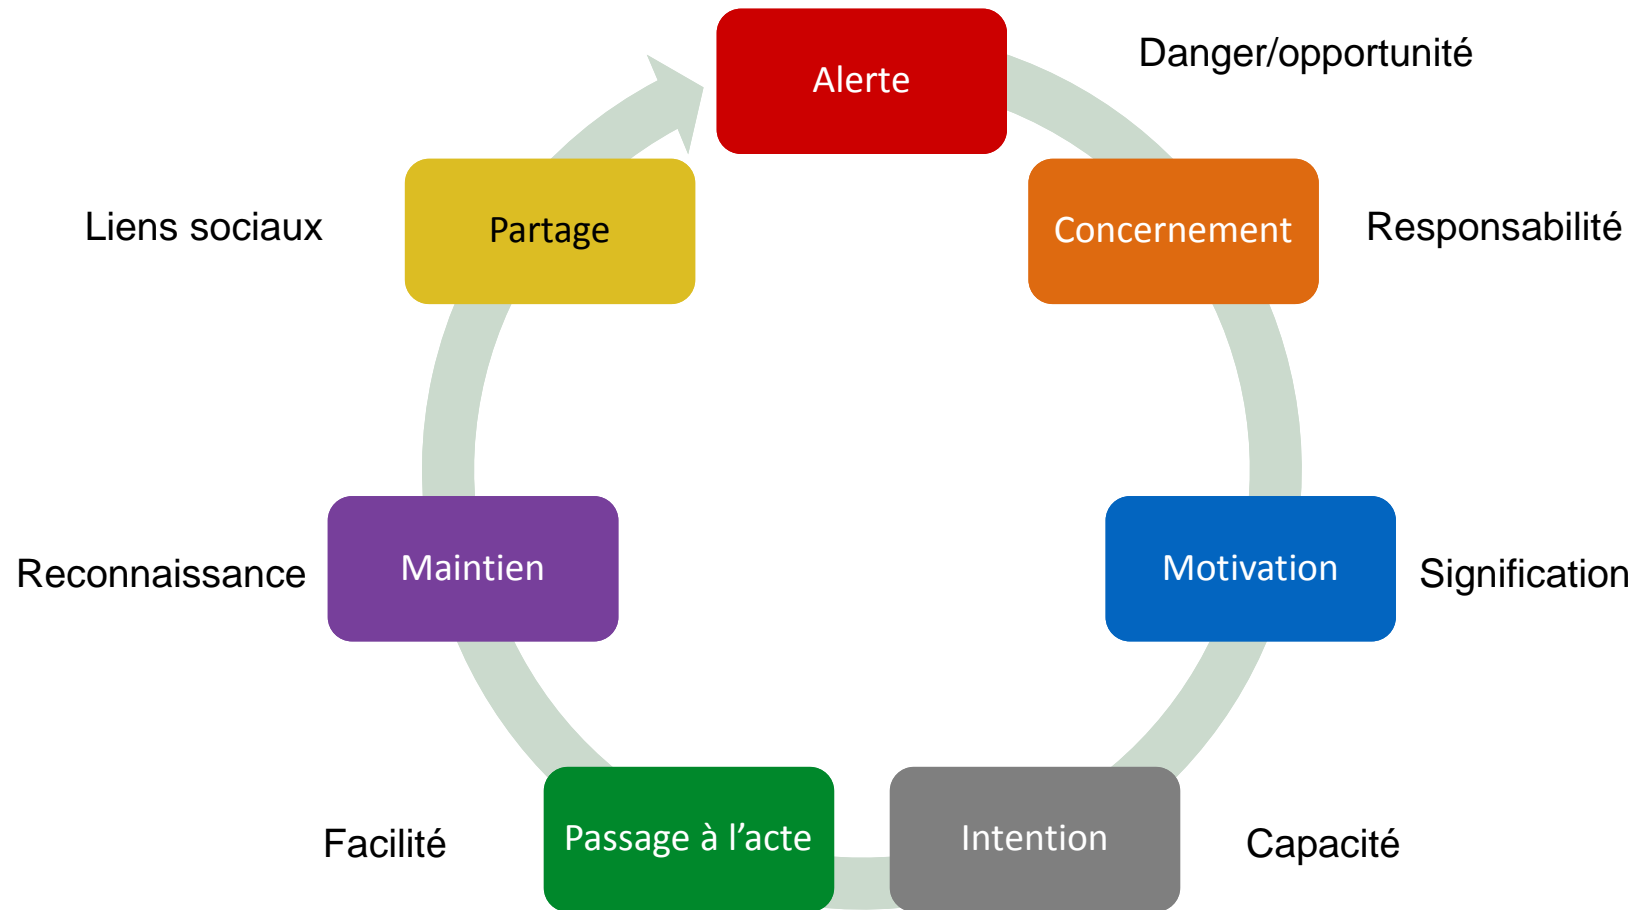 Alerte
Danger/opportunité
Concernement
Responsabilité
Motivation
Signification
Intention
Capacité
Passage à l’acte
Facilité
Maintien
Reconnaissance
Partage
Liens sociaux